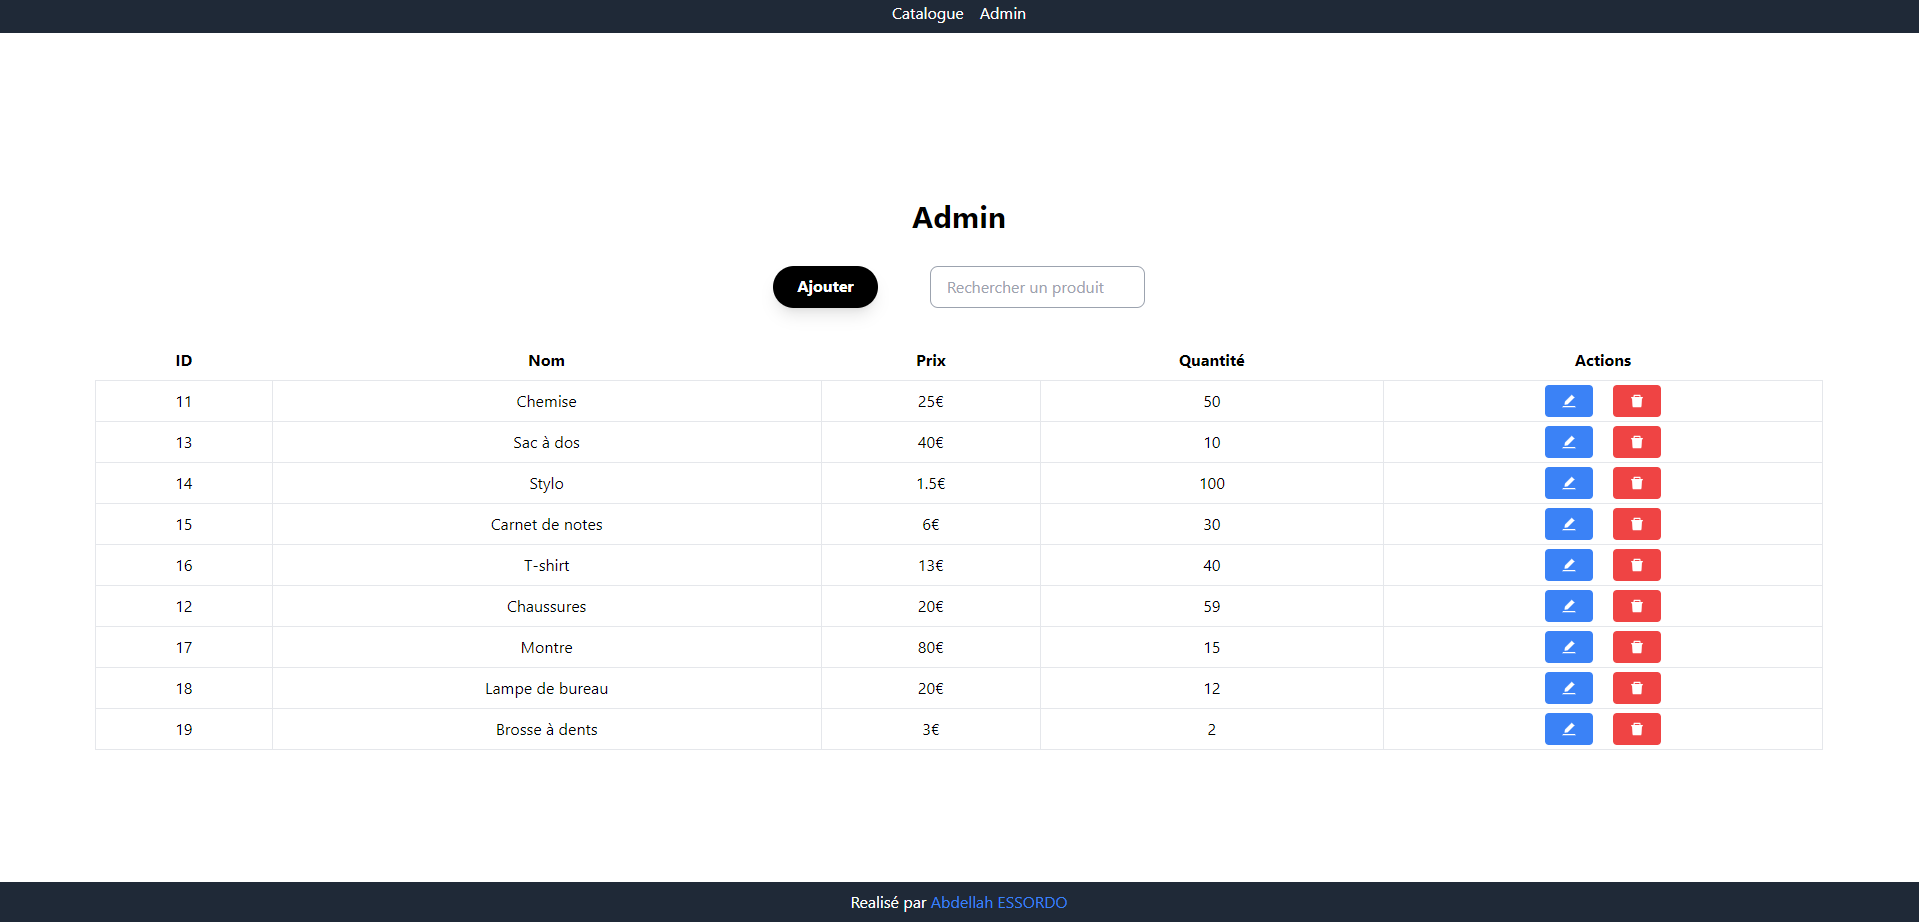 Catalogue Admin
Admin
Ajouter Rechercher un produit
ID Nom Prix Quantité Actions
11 Chemise 25€ 50
13 Sac à dos 40€ 10
14 Stylo 1.5€ 100
15 Carnet de notes 6€ 30
16 T-shirt 13€ 40
12 Chaussures 20€ 59
17 Montre 80€ 15
18 Lampe de bureau 20€ 12
19 Brosse à dents 3€ 2
Realisé par Abdellah ESSORDO